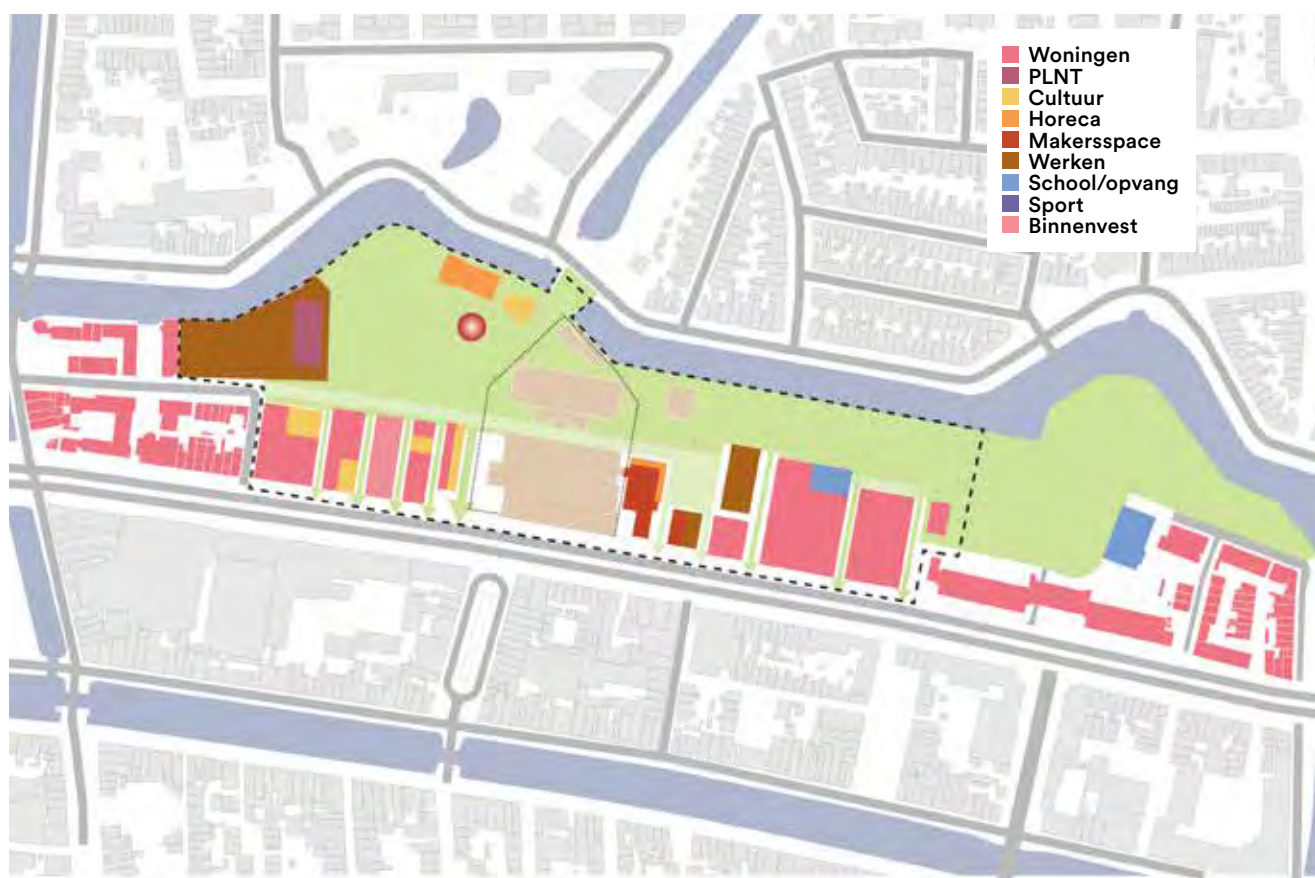 Woningen
PLNT
Cultuur
Horeca
Makersspace
Werken
School/opvang
Sport
Binnenvest